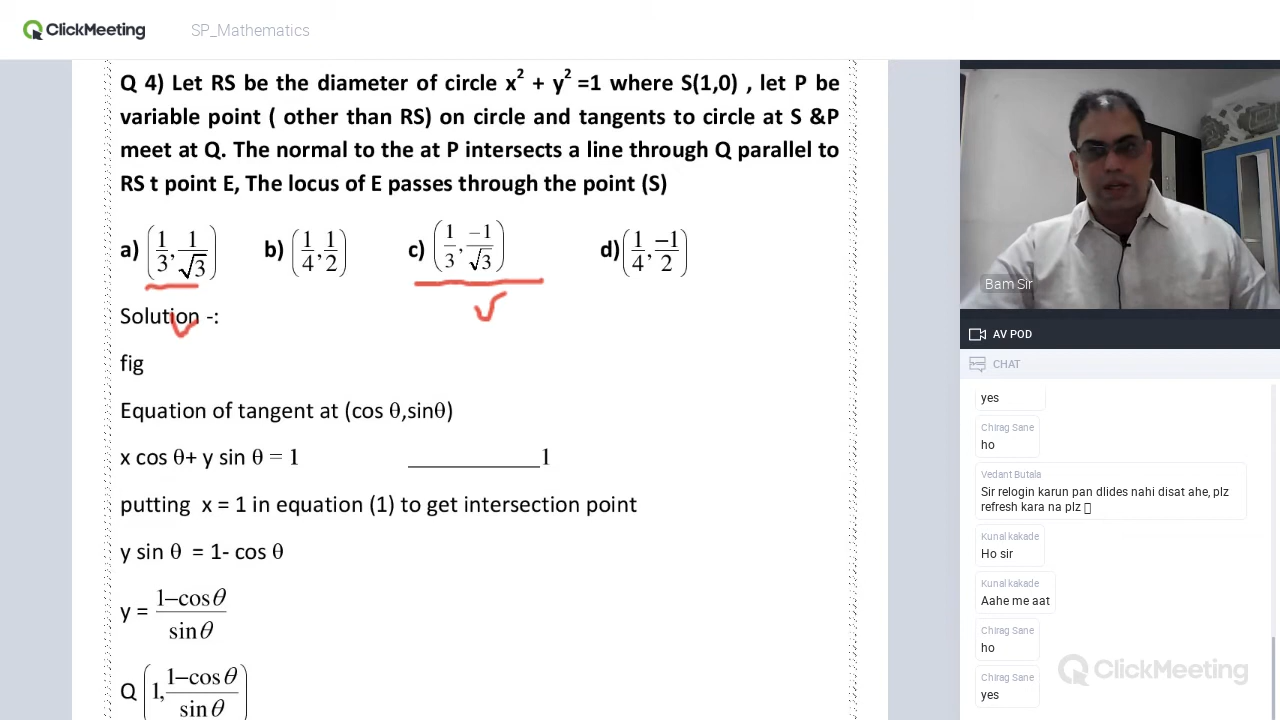 ClickMeeting
SP_Mathematics
Q 4) Let RS be the diameter of circle x² + y² =1 where S(1,0) , let P be
variable point ( other than RS) on circle and tangents to circle at S &P
meet at Q. The normal to the at P intersects a line through Q parallel to
RS t point E, The locus of E passes through the point (S)
a) (1/3, 1/√3) b) (1/4, 1/2) c) (1/3, −1/√3) d) (1/4, −1/2)
Solution -:
fig
Equation of tangent at (cos θ,sinθ)
x cos θ+ y sin θ = 1 ____________1
putting x = 1 in equation (1) to get intersection point
y sin θ = 1- cos θ
y = 1−cosθ/sinθ
Q (1, 1−cosθ/sinθ)
Bam Sir
AV POD
CHAT
yes
Chirag Sane
ho
Vedant Butala
Sir relogin karun pan dlides nahi disat ahe, plz
refresh kara na plz
Kunal kakade
Ho sir
Kunal kakade
Aahe me aat
Chirag Sane
ho
Chirag Sane
yes
ClickMeeting